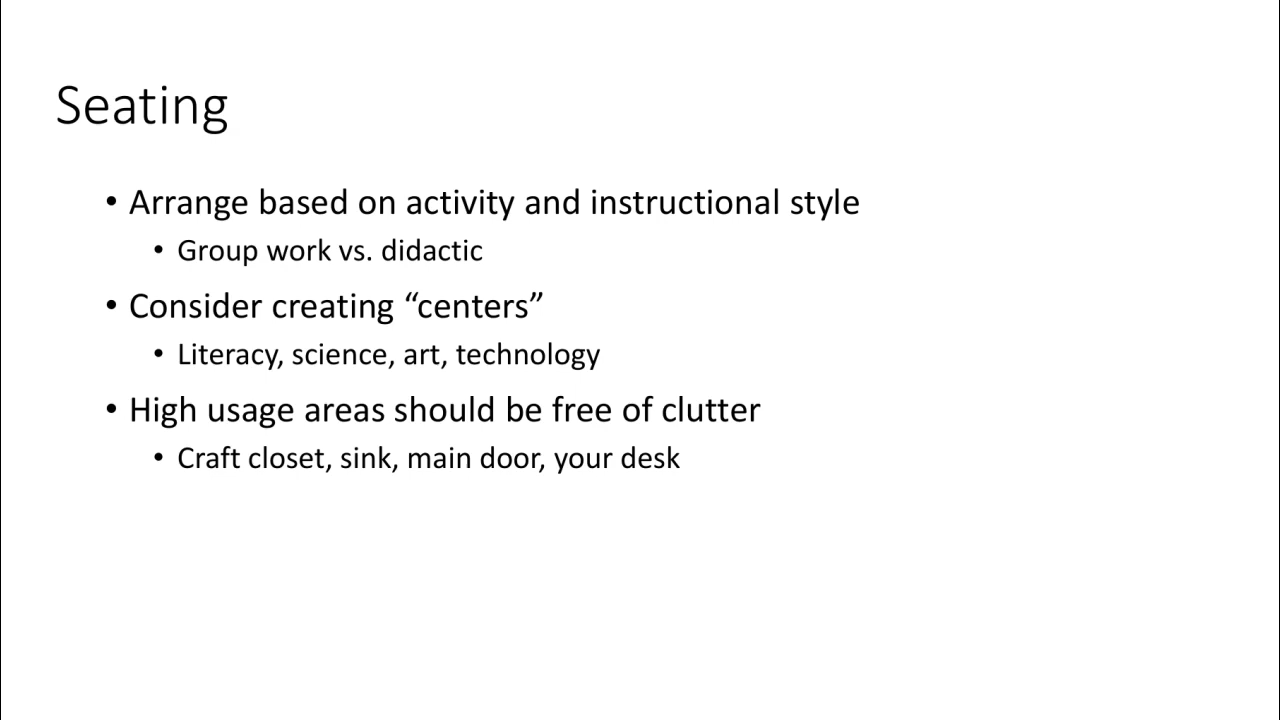 Seating
• Arrange based on activity and instructional style
• Group work vs. didactic
• Consider creating “centers”
• Literacy, science, art, technology
• High usage areas should be free of clutter
• Craft closet, sink, main door, your desk